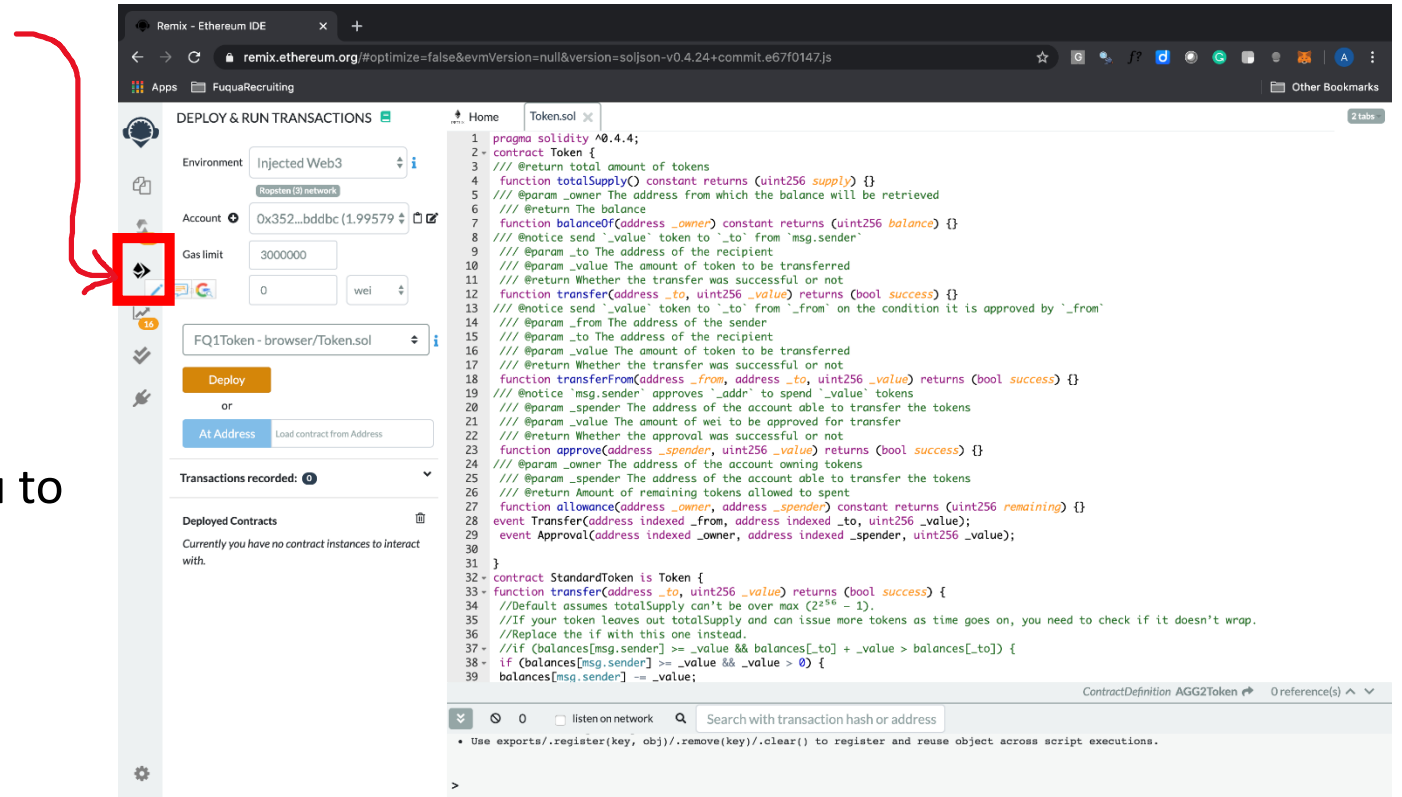 Remix - Ethereum IDE
remix.ethereum.org/#optimize=false&evmVersion=null&version=soljson-v0.4.24+commit.e67f0147.js
G
f?
d
G
A
Apps
FuquaRecruiting
Other Bookmarks
DEPLOY & RUN TRANSACTIONS
Environment
Injected Web3
i
Ropsten (3) network
Account
0x352...bddbc (1.99579
Gas limit
3000000
G
0
wei
16
FQ1Token - browser/Token.sol
i
Deploy
or
At Address
Load contract from Address
Transactions recorded: 0
Deployed Contracts
Currently you have no contract instances to interact
with.
to
Home
Token.sol
2 tabs
1 pragma solidity ^0.4.4;
2 contract Token {
3 /// @return total amount of tokens
4 function totalSupply() constant returns (uint256 supply) {}
5 /// @param _owner The address from which the balance will be retrieved
6 /// @return The balance
7 function balanceOf(address _owner) constant returns (uint256 balance) {}
8 /// @notice send `_value` token to `_to` from `msg.sender`
9 /// @param _to The address of the recipient
10 /// @param _value The amount of token to be transferred
11 /// @return Whether the transfer was successful or not
12 function transfer(address _to, uint256 _value) returns (bool success) {}
13 /// @notice send `_value` token to `_to` from `_from` on the condition it is approved by `_from`
14 /// @param _from The address of the sender
15 /// @param _to The address of the recipient
16 /// @param _value The amount of token to be transferred
17 /// @return Whether the transfer was successful or not
18 function transferFrom(address _from, address _to, uint256 _value) returns (bool success) {}
19 /// @notice `msg.sender` approves `_addr` to spend `_value` tokens
20 /// @param _spender The address of the account able to transfer the tokens
21 /// @param _value The amount of wei to be approved for transfer
22 /// @return Whether the approval was successful or not
23 function approve(address _spender, uint256 _value) returns (bool success) {}
24 /// @param _owner The address of the account owning tokens
25 /// @param _spender The address of the account able to transfer the tokens
26 /// @return Amount of remaining tokens allowed to spent
27 function allowance(address _owner, address _spender) constant returns (uint256 remaining) {}
28 event Transfer(address indexed _from, address indexed _to, uint256 _value);
29 event Approval(address indexed _owner, address indexed _spender, uint256 _value);
30
31 }
32 contract StandardToken is Token {
33 function transfer(address _to, uint256 _value) returns (bool success) {
34 //Default assumes totalSupply can't be over max (2²⁵⁶ - 1).
35 //If your token leaves out totalSupply and can issue more tokens as time goes on, you need to check if it doesn't wrap.
36 //Replace the if with this one instead.
37 //if (balances[msg.sender] >= _value && balances[_to] + _value > balances[_to]) {
38 if (balances[msg.sender] >= _value && _value > 0) {
39 balances[msg.sender] -= _value;
ContractDefinition AGG2Token 0 reference(s)
0
listen on network
Search with transaction hash or address
• Use exports/.register(key, obj)/.remove(key)/.clear() to register and reuse object across script executions.
>